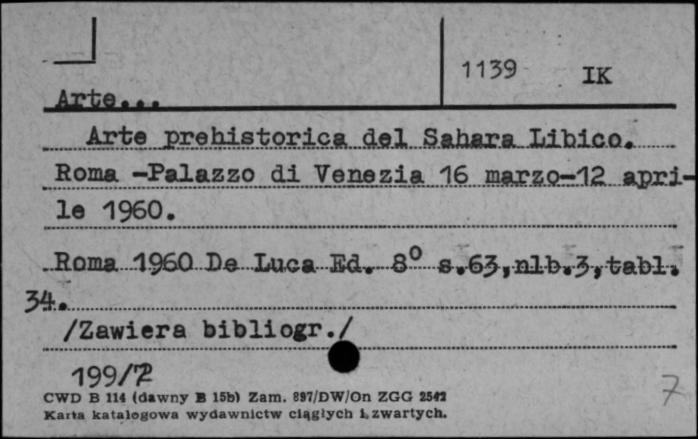 1139 IK
Arte...
Arte prehistorica del Sahara Libico.
Roma -Palazzo di Venezia 16 marzo-12 apri-
le 1960.
Roma 1960 De Luca Ed. 8° s.63,nlb.3,tabl.
34.
/Zawiera bibliogr./
199/72
CWD B 114 (dawny B 15b) Zam. 897/DW/On ZGG 2542
Karta katalogowa wydawnictw ciągłych i zwartych.
7